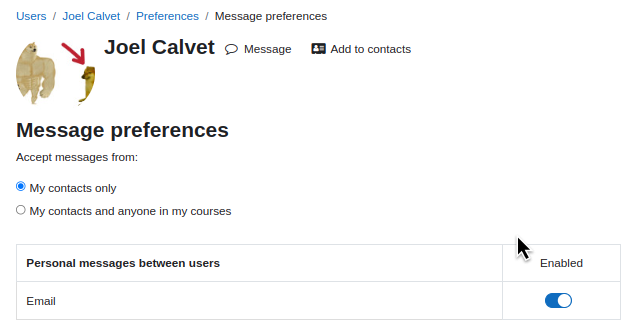 Users / Joel Calvet / Preferences / Message preferences
Joel Calvet Message Add to contacts
Message preferences
Accept messages from:
My contacts only
My contacts and anyone in my courses
Personal messages between users Enabled
Email